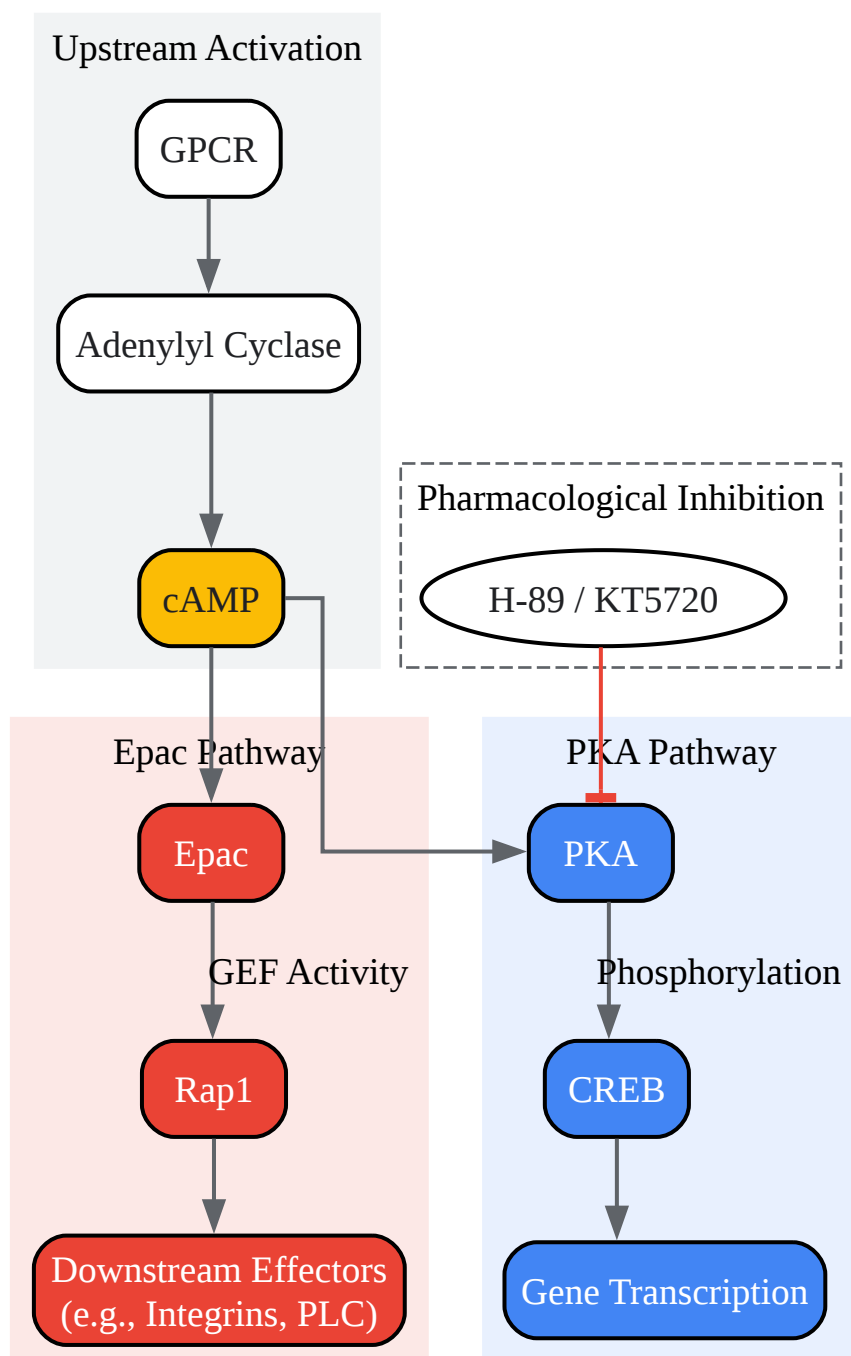 Upstream Activation
GPCR
Adenylyl Cyclase
cAMP
Pharmacological Inhibition
H-89 / KT5720
Epac Pathway
Epac
GEF Activity
Rap1
Downstream Effectors
(e.g., Integrins, PLC)
PKA Pathway
PKA
Phosphorylation
CREB
Gene Transcription